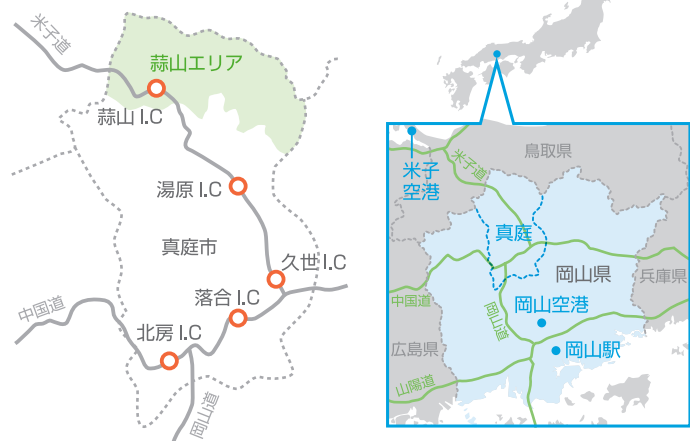 米子道
蒜山エリア
蒜山 I.C
湯原 I.C
真庭市
久世 I.C
落合 I.C
中国道
北房 I.C
岡山道
鳥取県
米子道
米子
空港
真庭
岡山県
兵庫県
中国道
岡山道
岡山空港
広島県
岡山駅
山陽道